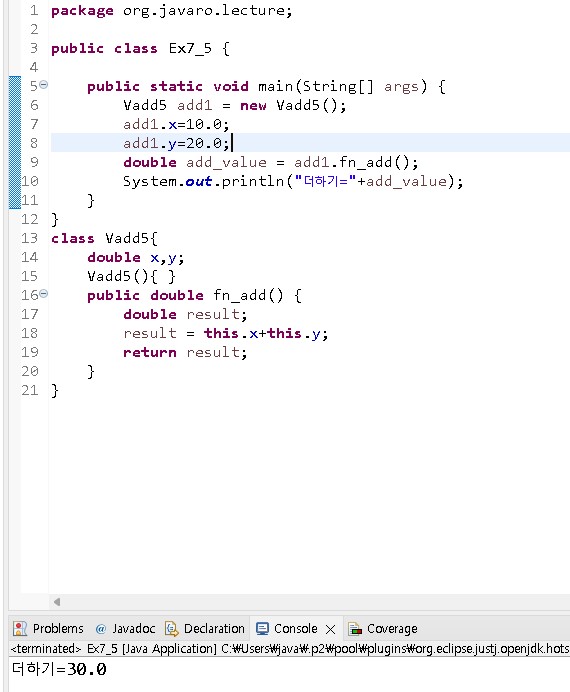 1 package org.javaro.lecture;
2
3 public class Ex7_5 {
4
5 public static void main(String[] args) {
6 Vadd5 add1 = new Vadd5();
7 add1.x=10.0;
8 add1.y=20.0;
9 double add_value = add1.fn_add();
10 System.out.println("더하기="+add_value);
11 }
12 }
13 class Vadd5{
14 double x,y;
15 Vadd5(){ }
16 public double fn_add() {
17 double result;
18 result = this.x+this.y;
19 return result;
20 }
21 }
Problems @ Javadoc Declaration Console Coverage
<terminated> Ex7_5 [Java Application] C:₩Users₩java₩.p2₩pool₩plugins₩org.eclipse.justj.openjdk.hots
더하기=30.0